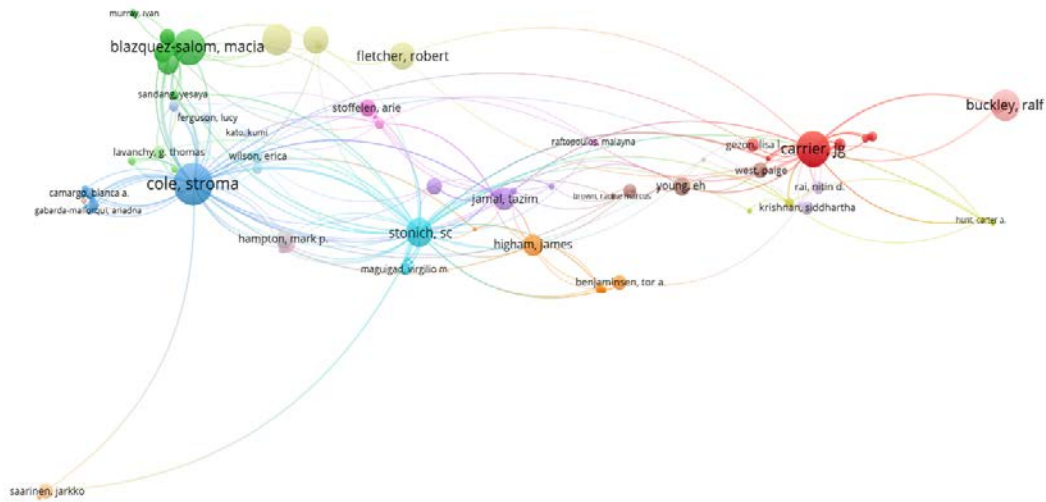 murray, ivan
blazquez-salom, macia
fletcher, robert
sandang, yesaya
stoffelen, arie
buckley, ralf
ferguson, lucy
kato, kumi
raftopoulos, malayna
gezon, lisa l
carrier, jg
lavanchy, g. thomas
wilson, erica
west, paige
cole, stroma
young, eh
rai, nitin d.
camargo, blanca a.
jamal, tazim
marcus
krishnan, siddhartha
gabarda-mallorqui, ariadna
hunt, carter a.
stonich, sc
hampton, mark p.
higham, james
maguigad, virgilio m.
benjaminsen, tor a.
saarinen, jarkko